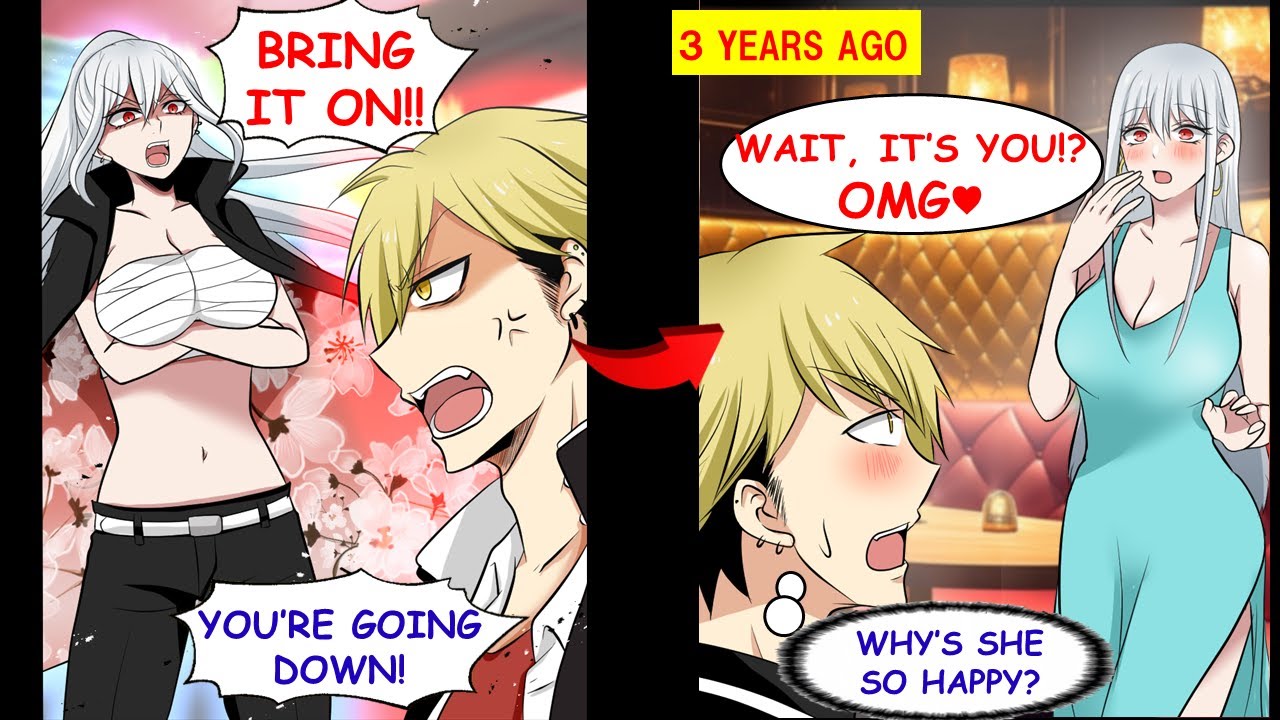 BRING
IT ON!!
YOU'RE GOING
DOWN!
3 YEARS AGO
WAIT, IT'S YOU!?
OMG♥
WHY'S SHE
SO HAPPY?